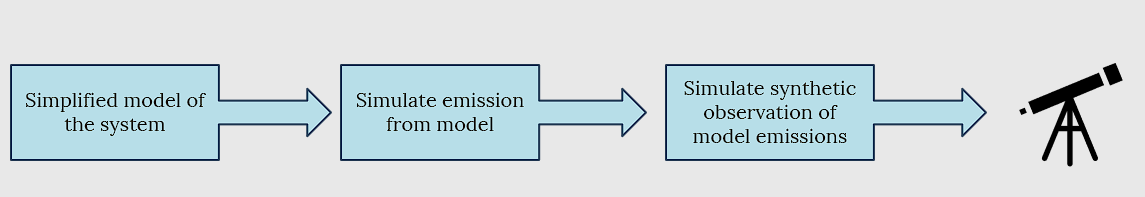 Simplified model of
the system
Simulate emission
from model
Simulate synthetic
observation of
model emissions